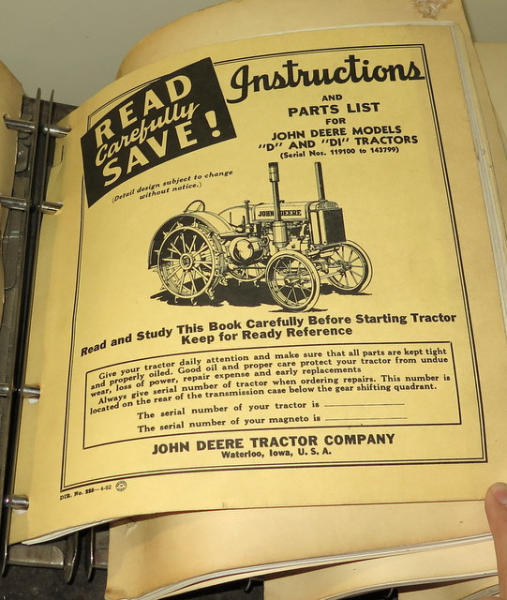 READ
Carefully
SAVE!
Instructions
AND
PARTS LIST
FOR
JOHN DEERE MODELS
"D" AND "DI" TRACTORS
(Serial Nos. 119100 to 143799)
(Detail design subject to change
without notice.)
JOHN DEERE
Read and Study This Book Carefully Before Starting Tractor
Keep for Ready Reference
Give your tractor daily attention and make sure that all parts are kept tight
and properly oiled. Good oil and proper care protect your tractor from undue
wear, loss of power, repair expense and early replacements
Always give serial number of tractor when ordering repairs. This number is
located on the rear of the transmission case below the gear shifting quadrant.
The serial number of your tractor is
The serial number of your magneto is
JOHN DEERE TRACTOR COMPANY
Waterloo, Iowa, U. S. A.
DIR. No.